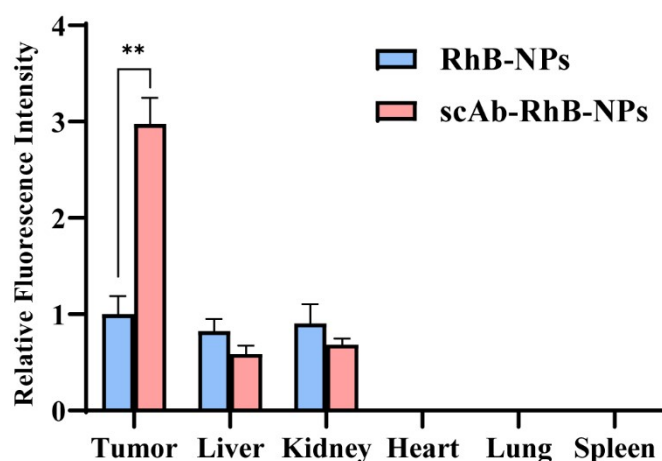 Relative Fluorescence Intensity
4
3
2
1
0
**
RhB-NPs
scAb-RhB-NPs
Tumor Liver Kidney Heart Lung Spleen